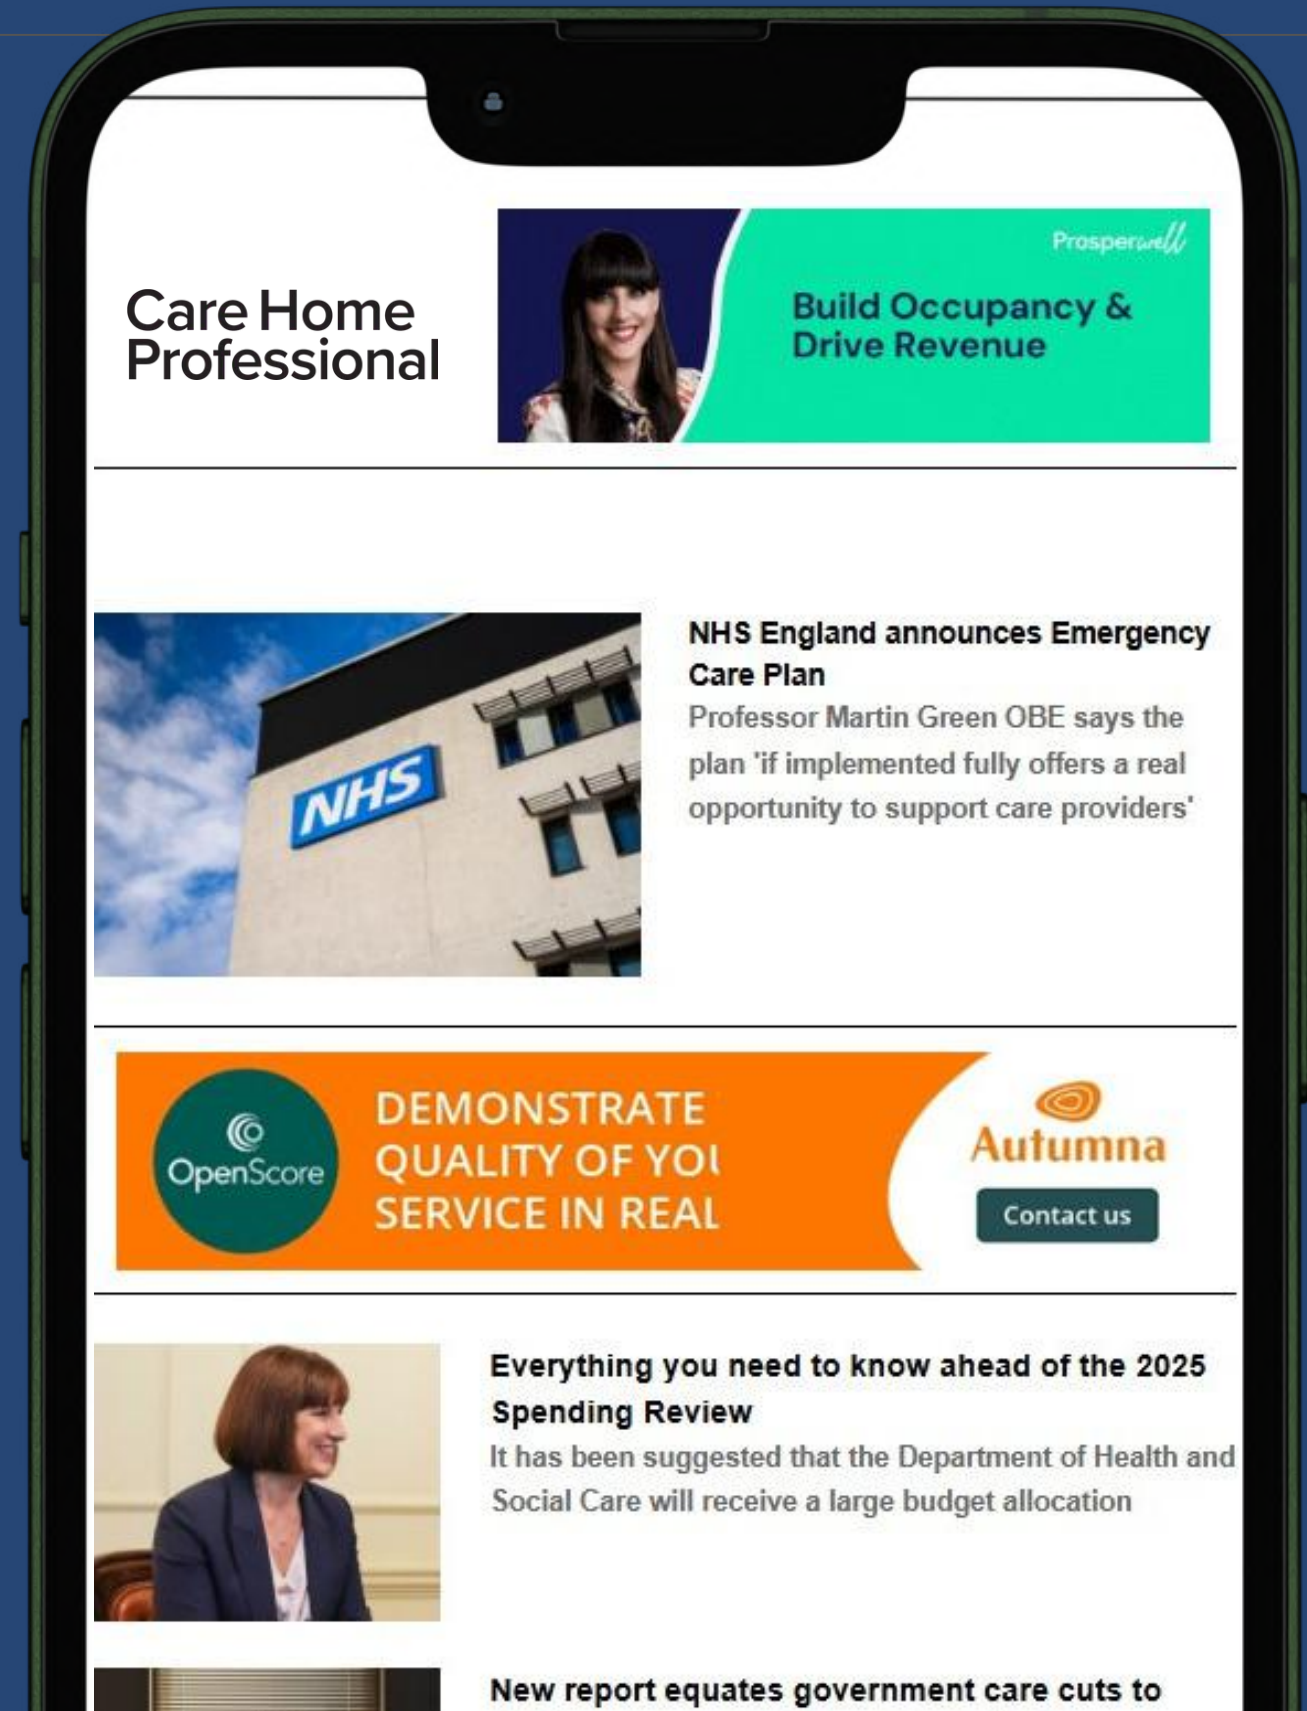 Care Home
Professional
Prosperwell
Build Occupancy &
Drive Revenue
NHS
NHS England announces Emergency
Care Plan
Professor Martin Green OBE says the
plan 'if implemented fully offers a real
opportunity to support care providers'
OpenScore
DEMONSTRATE
QUALITY OF YOU
SERVICE IN REAL
Autumna
Contact us
Everything you need to know ahead of the 2025
Spending Review
It has been suggested that the Department of Health and
Social Care will receive a large budget allocation
New report equates government care cuts to